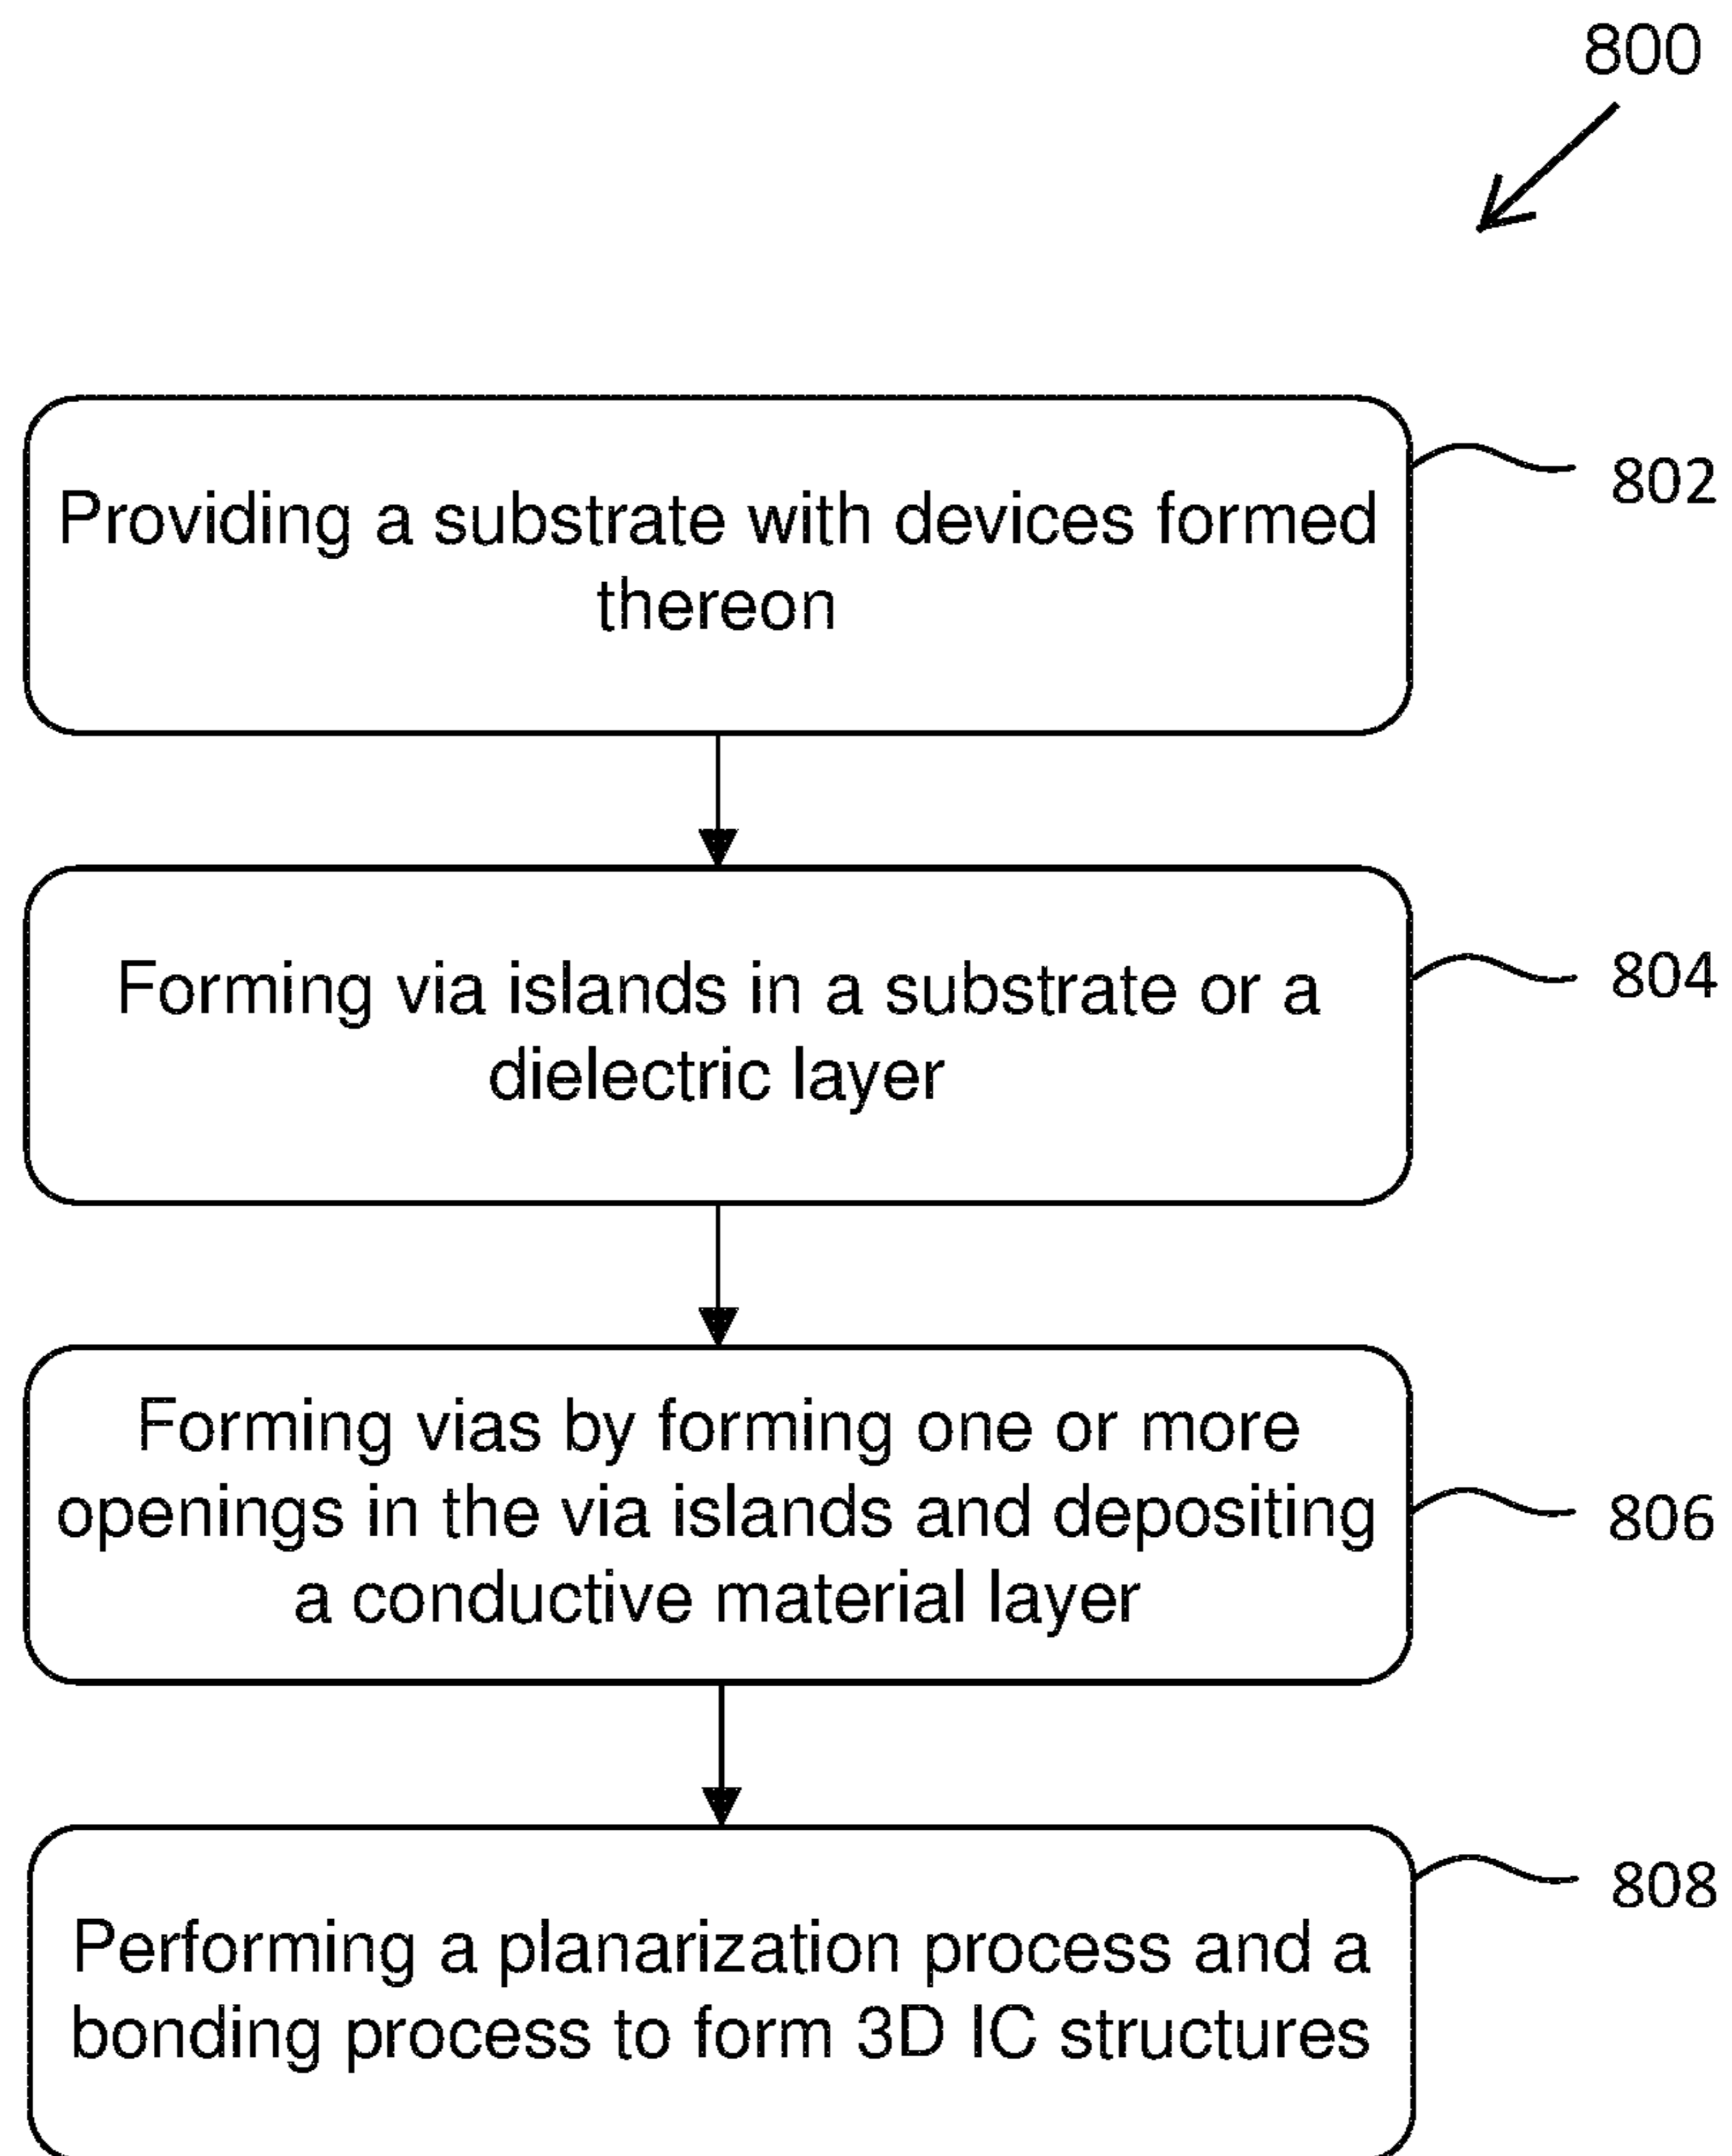 800
Providing a substrate with devices formed
thereon
802
Forming via islands in a substrate or a
dielectric layer
804
Forming vias by forming one or more
openings in the via islands and depositing
a conductive material layer
806
Performing a planarization process and a
bonding process to form 3D IC structures
808